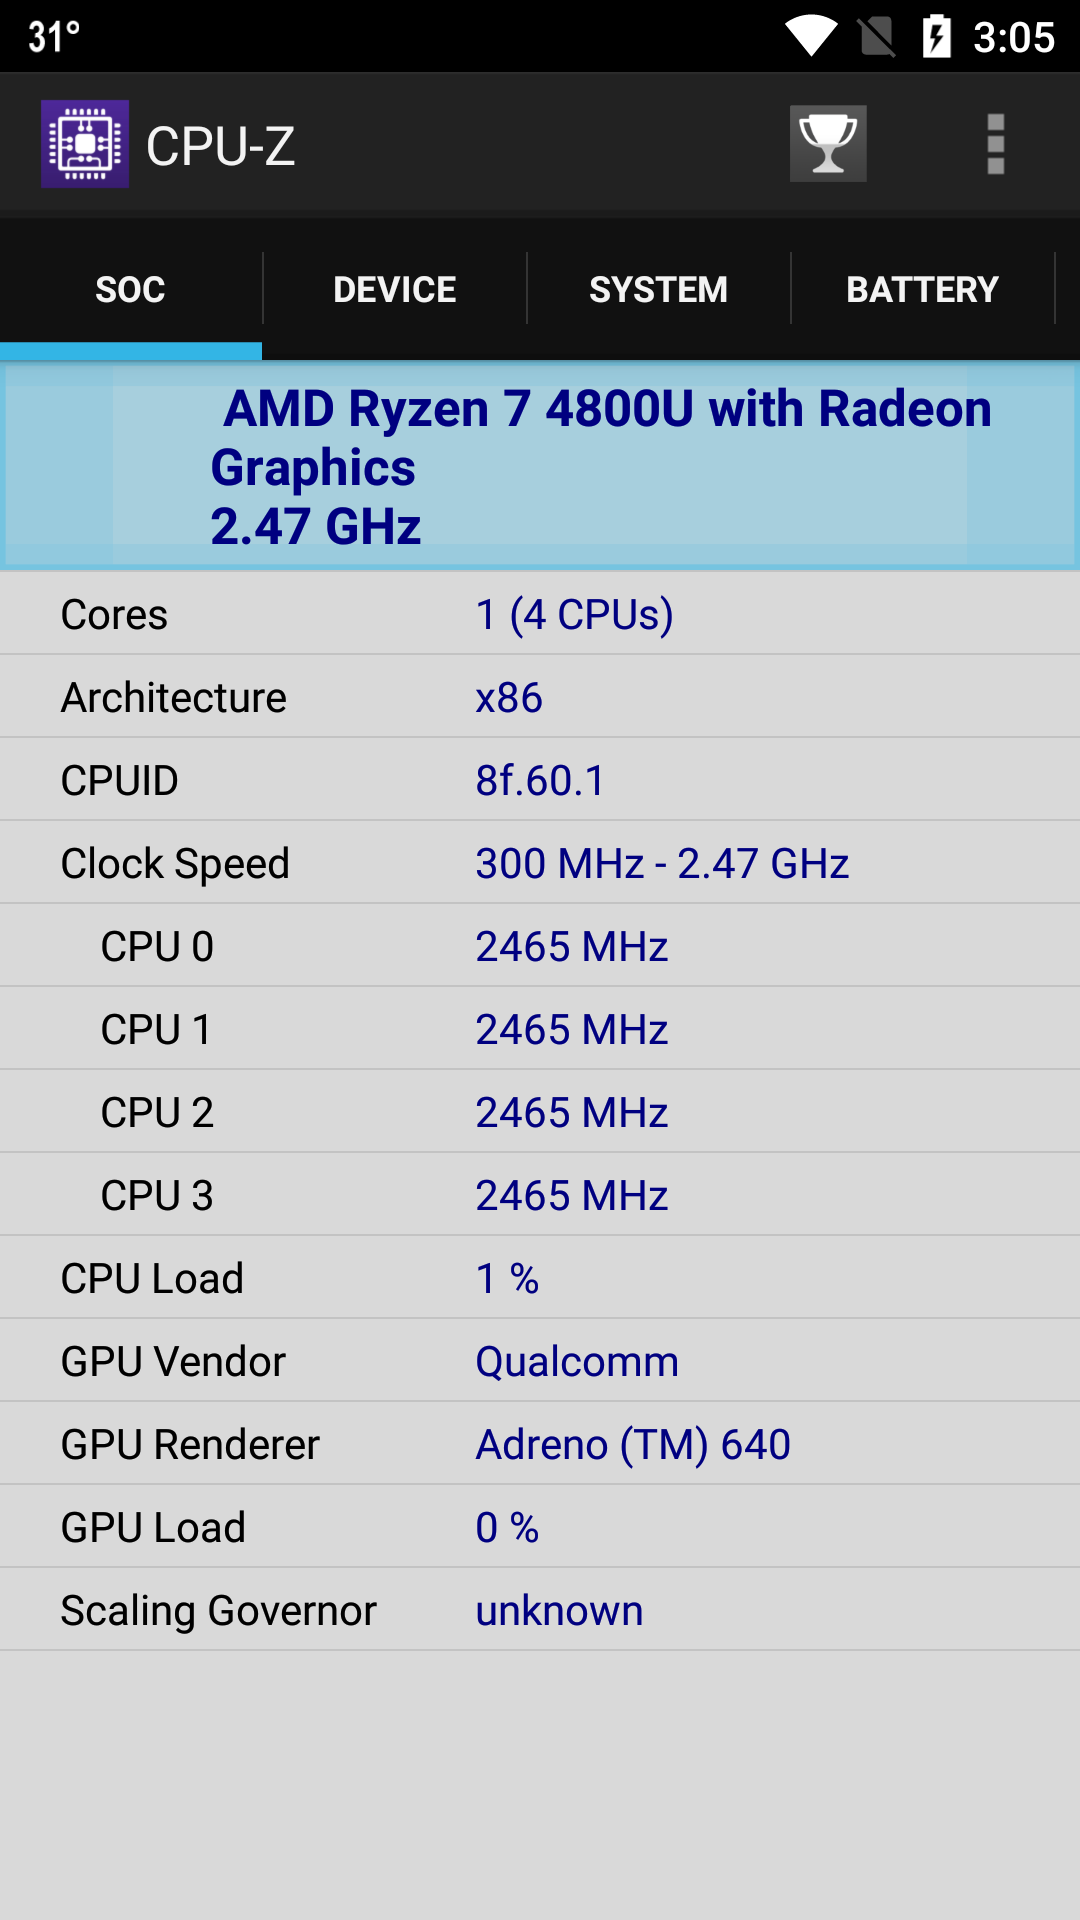 31° 3:05
CPU-Z
SOC DEVICE SYSTEM BATTERY
AMD Ryzen 7 4800U with Radeon
Graphics
2.47 GHz
Cores 1 (4 CPUs)
Architecture x86
CPUID 8f.60.1
Clock Speed 300 MHz - 2.47 GHz
CPU 0 2465 MHz
CPU 1 2465 MHz
CPU 2 2465 MHz
CPU 3 2465 MHz
CPU Load 1 %
GPU Vendor Qualcomm
GPU Renderer Adreno (TM) 640
GPU Load 0 %
Scaling Governor unknown